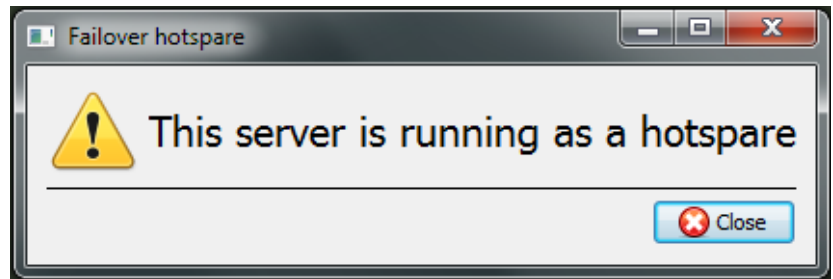 Failover hotspare
This server is running as a hotspare
Close